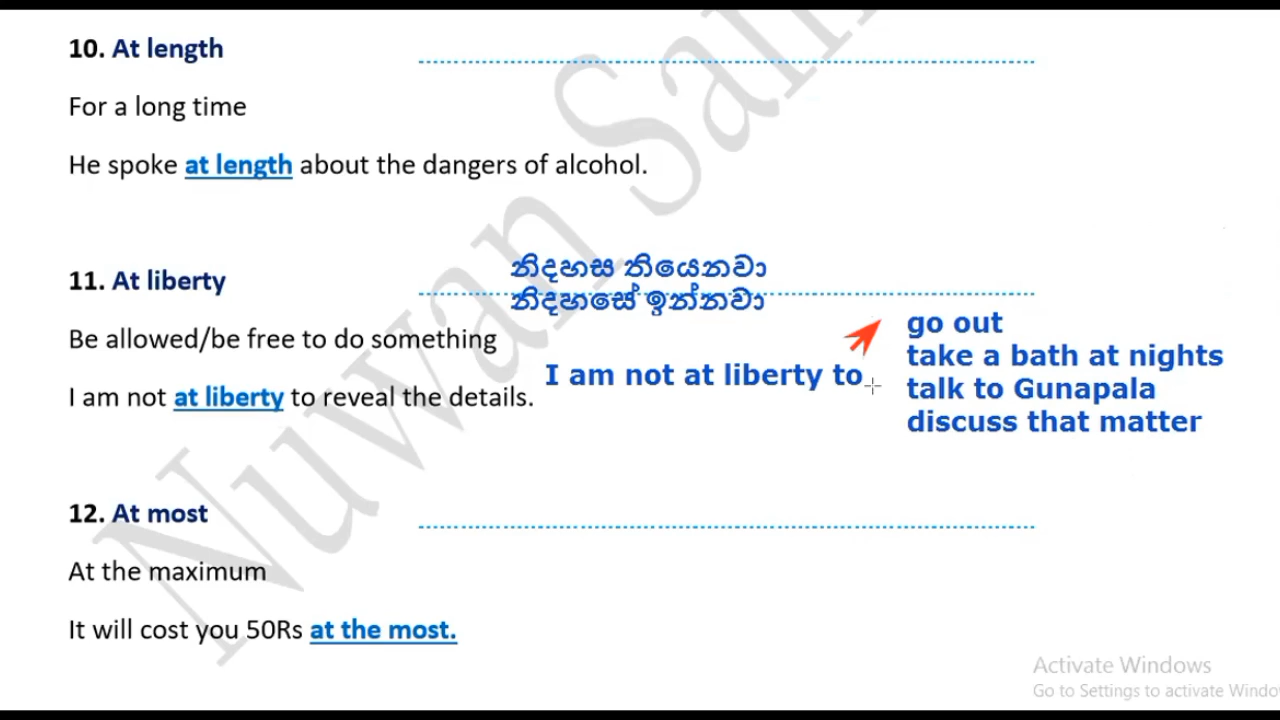 10. At length
For a long time
He spoke at length about the dangers of alcohol.
11. At liberty
නිදහස තියෙනවා
නිදහසේ ඉන්නවා
Be allowed/be free to do something
I am not at liberty to reveal the details.
I am not at liberty to
go out
take a bath at nights
talk to Gunapala
discuss that matter
12. At most
At the maximum
It will cost you 50Rs at the most.
Nuwan San
Activate Windows
Go to Settings to activate Windo